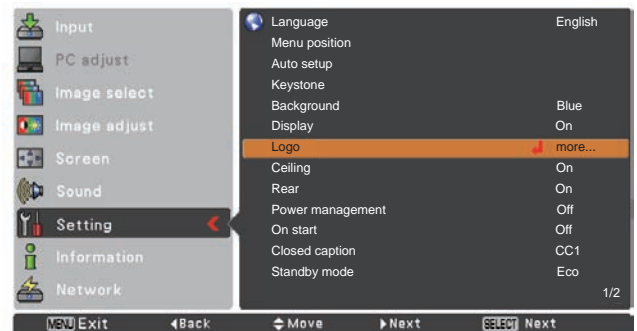 Input
PC adjust
Image select
Image adjust
Screen
Sound
Setting
Information
Network
Language English
Menu position
Auto setup
Keystone
Background Blue
Display On
Logo more...
Ceiling On
Rear On
Power management Off
On start Off
Closed caption CC1
Standby mode Eco
1/2
MENU Exit Back Move Next SELECT Next